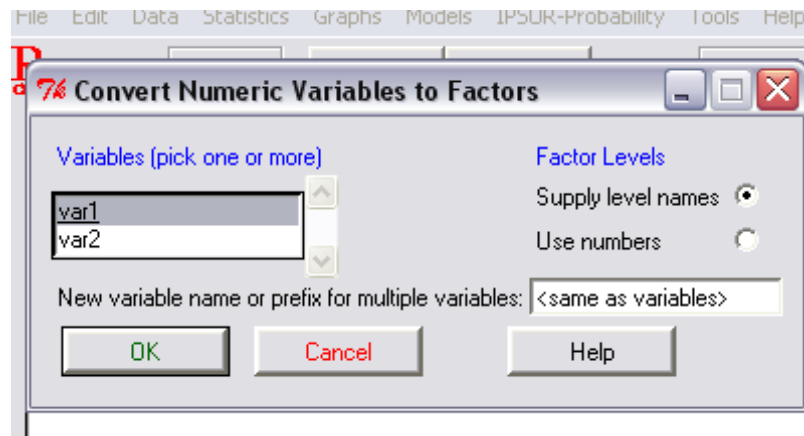 File Edit Data Statistics Graphs Models IPSUR-Probability Tools Help
R
Convert Numeric Variables to Factors
Variables (pick one or more)
Factor Levels
var1
Supply level names
var2
Use numbers
New variable name or prefix for multiple variables: <same as variables>
OK Cancel Help